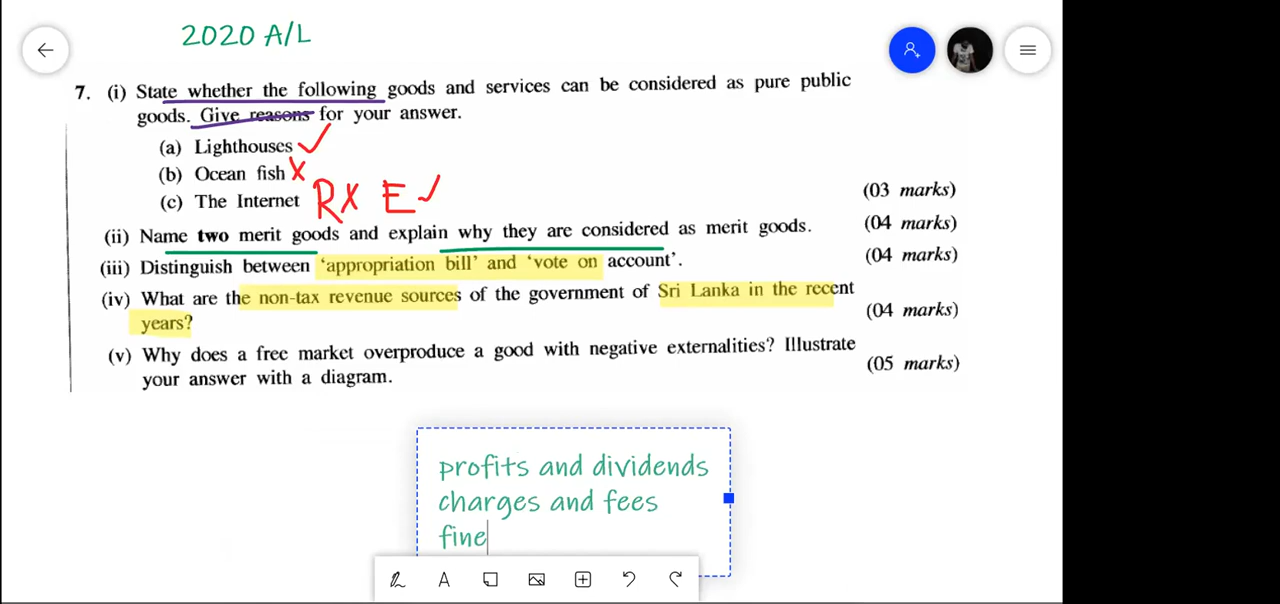 2020 A/L
7. (i) State whether the following goods and services can be considered as pure public
goods. Give reasons for your answer.
(a) Lighthouses ✓
(b) Ocean fish X
(c) The Internet RX E✓
(03 marks)
(ii) Name two merit goods and explain why they are considered as merit goods. (04 marks)
(iii) Distinguish between 'appropriation bill' and 'vote on account'. (04 marks)
(iv) What are the non-tax revenue sources of the government of Sri Lanka in the recent
years? (04 marks)
(v) Why does a free market overproduce a good with negative externalities? Illustrate
your answer with a diagram. (05 marks)
profits and dividends
charges and fees
fine
A